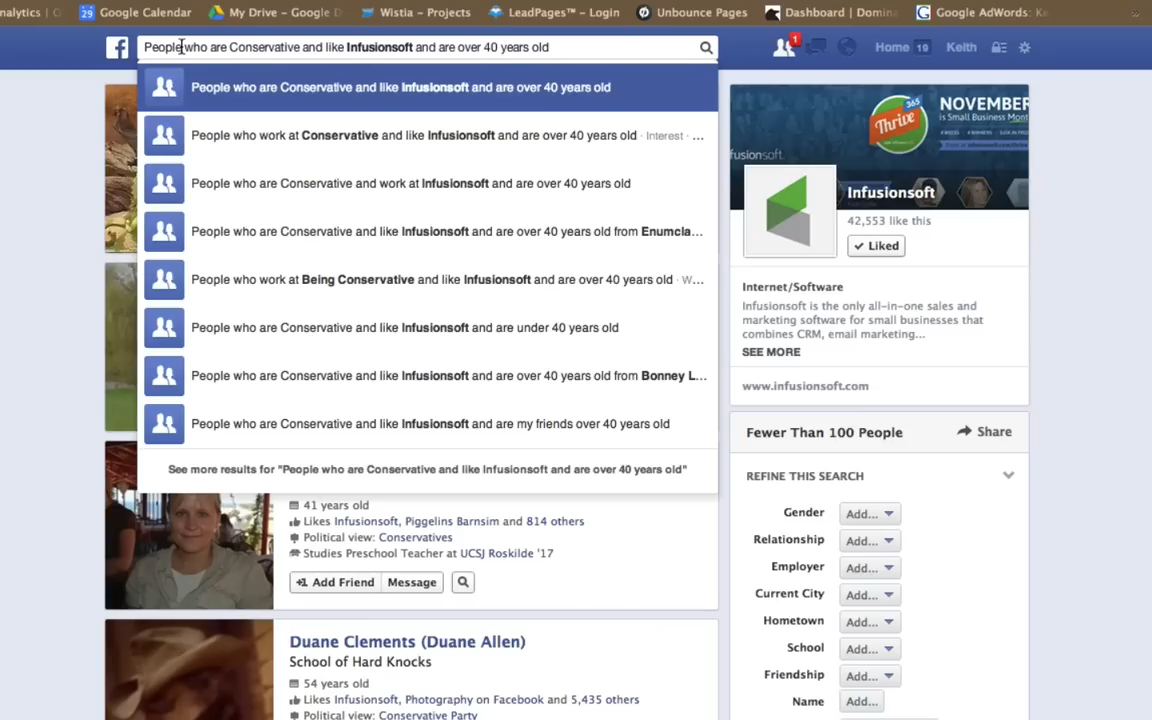 nalytics | C
29 Google Calendar
My Drive – Google D
Wistia – Projects
LeadPages™ – Login
Unbounce Pages
Dashboard | Domina
Google AdWords: Ke
»
People who are Conservative and like Infusionsoft and are over 40 years old
1
Home 19
Keith
People who are Conservative and like Infusionsoft and are over 40 years old
People who work at Conservative and like Infusionsoft and are over 40 years old · Interest · ...
People who are Conservative and work at Infusionsoft and are over 40 years old
People who are Conservative and like Infusionsoft and are over 40 years old from Enumcla...
People who work at Being Conservative and like Infusionsoft and are over 40 years old · W...
People who are Conservative and like Infusionsoft and are under 40 years old
People who are Conservative and like Infusionsoft and are over 40 years old from Bonney L...
People who are Conservative and like Infusionsoft and are my friends over 40 years old
See more results for "People who are Conservative and like Infusionsoft and are over 40 years old"
41 years old
Likes Infusionsoft, Piggelins Barnsim and 814 others
Political view: Conservatives
Studies Preschool Teacher at UCSJ Roskilde '17
+1 Add Friend
Message
Duane Clements (Duane Allen)
School of Hard Knocks
54 years old
Likes Infusionsoft, Photography on Facebook and 5,435 others
Political view: Conservative Party
Thrive 365
NOVEMBER
is Small Business Mont
fusionsoft.
Infusionsoft
42,553 like this
✓ Liked
Internet/Software
Infusionsoft is the only all-in-one sales and
marketing software for small businesses that
combines CRM, email marketing...
SEE MORE
www.infusionsoft.com
Fewer Than 100 People
Share
REFINE THIS SEARCH
Gender Add...
Relationship Add...
Employer Add...
Current City Add...
Hometown Add...
School Add...
Friendship Add...
Name Add...